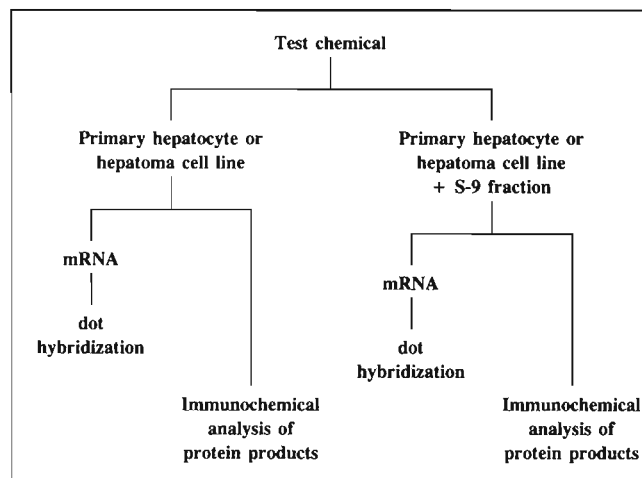 Test chemical
Primary hepatocyte or
hepatoma cell line
Primary hepatocyte or
hepatoma cell line
+ S-9 fraction
mRNA
dot
hybridization
Immunochemical
analysis of
protein products
mRNA
dot
hybridization
Immunochemical
analysis of
protein products